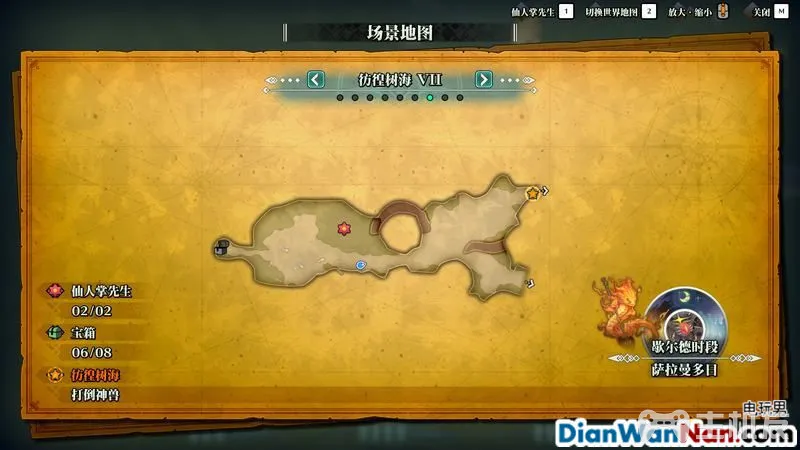 仙人掌先生 1 切换世界地图 2 放大·缩小 关闭 M
场景地图
彷徨树海 VII
仙人掌先生
02/02
宝箱
06/08
彷徨树海
打倒神兽
歇尔德时段
萨拉曼多日
电玩男
DianWanNan.com